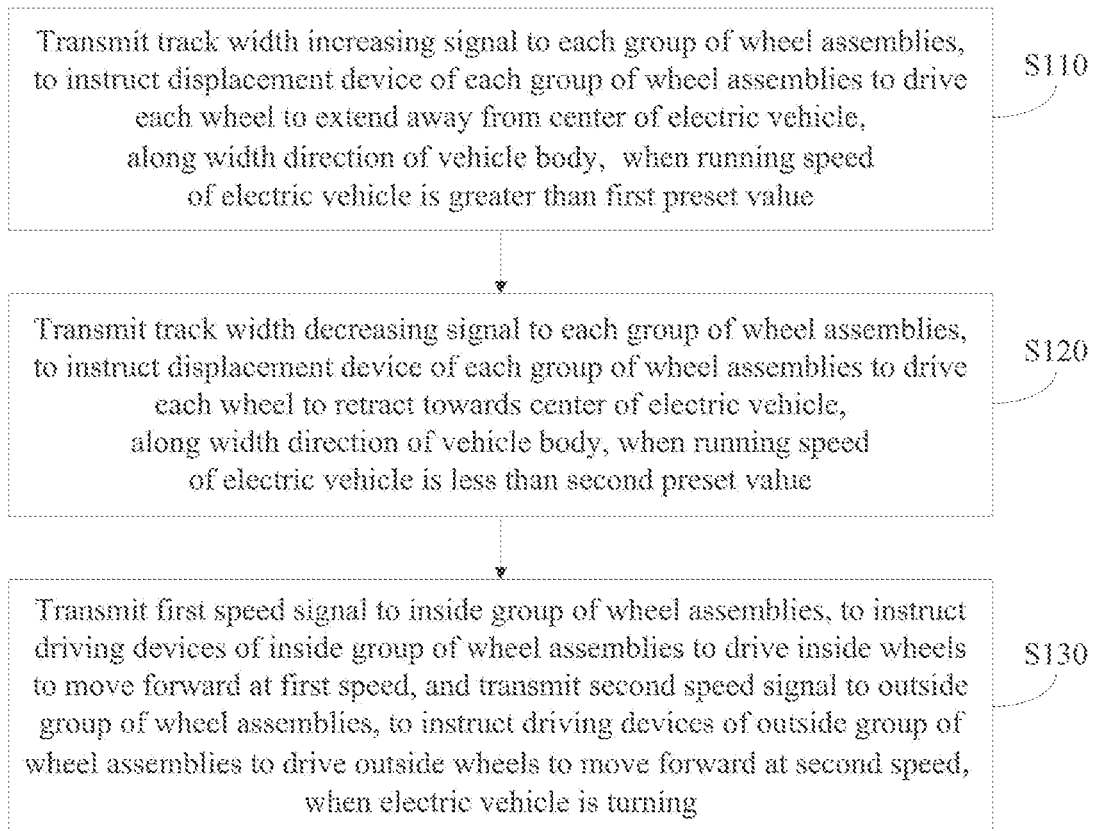 Transmit track width increasing signal to each group of wheel assemblies,
to instruct displacement device of each group of wheel assemblies to drive
each wheel to extend away from center of electric vehicle,
along width direction of vehicle body, when running speed
of electric vehicle is greater than first preset value
S110
Transmit track width decreasing signal to each group of wheel assemblies,
to instruct displacement device of each group of wheel assemblies to drive
each wheel to retract towards center of electric vehicle,
along width direction of vehicle body, when running speed
of electric vehicle is less than second preset value
S120
Transmit first speed signal to inside group of wheel assemblies, to instruct
driving devices of inside group of wheel assemblies to drive inside wheels
to move forward at first speed, and transmit second speed signal to outside
group of wheel assemblies, to instruct driving devices of outside group of
wheel assemblies to drive outside wheels to move forward at second speed,
when electric vehicle is turning
S130